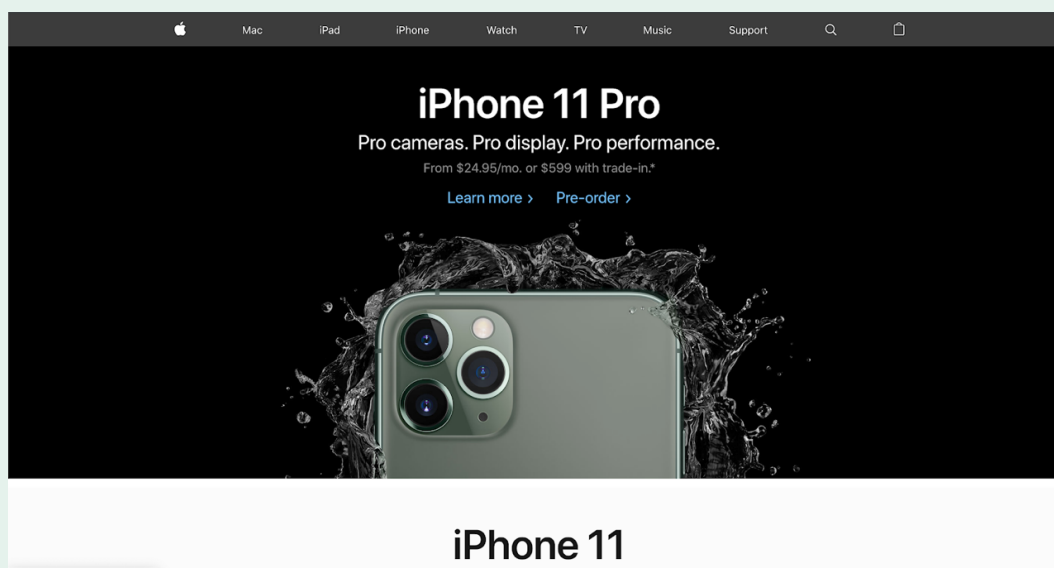 Mac iPad iPhone Watch TV Music Support
iPhone 11 Pro
Pro cameras. Pro display. Pro performance.
From $24.95/mo. or $599 with trade-in.*
Learn more > Pre-order >
iPhone 11